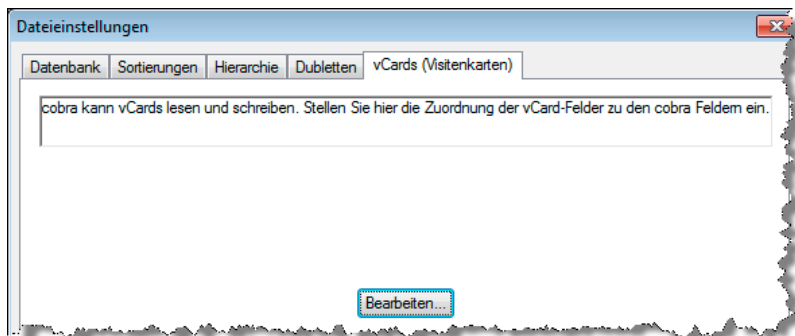 Dateieinstellungen
Datenbank Sortierungen Hierarchie Dubletten vCards (Visitenkarten)
cobra kann vCards lesen und schreiben. Stellen Sie hier die Zuordnung der vCard-Felder zu den cobra Feldern ein.
Bearbeiten...